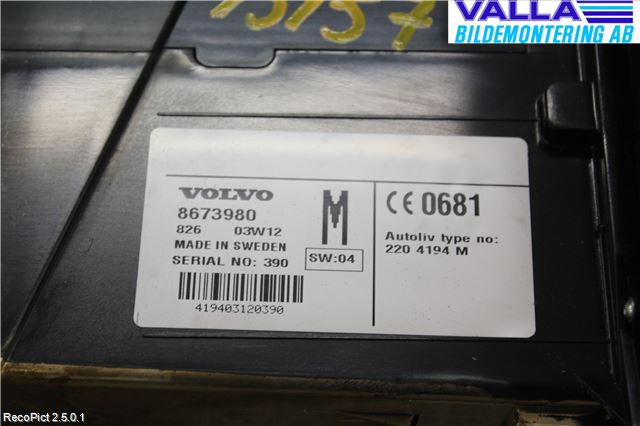 15157
VALLA
BILDEMONTERING AB
VOLVO
8673980
826 03W12
MADE IN SWEDEN
SERIAL NO: 390
M
SW:04
419403120390
CE 0681
Autoliv type no:
220 4194 M
RecoPict 2.5.0.1